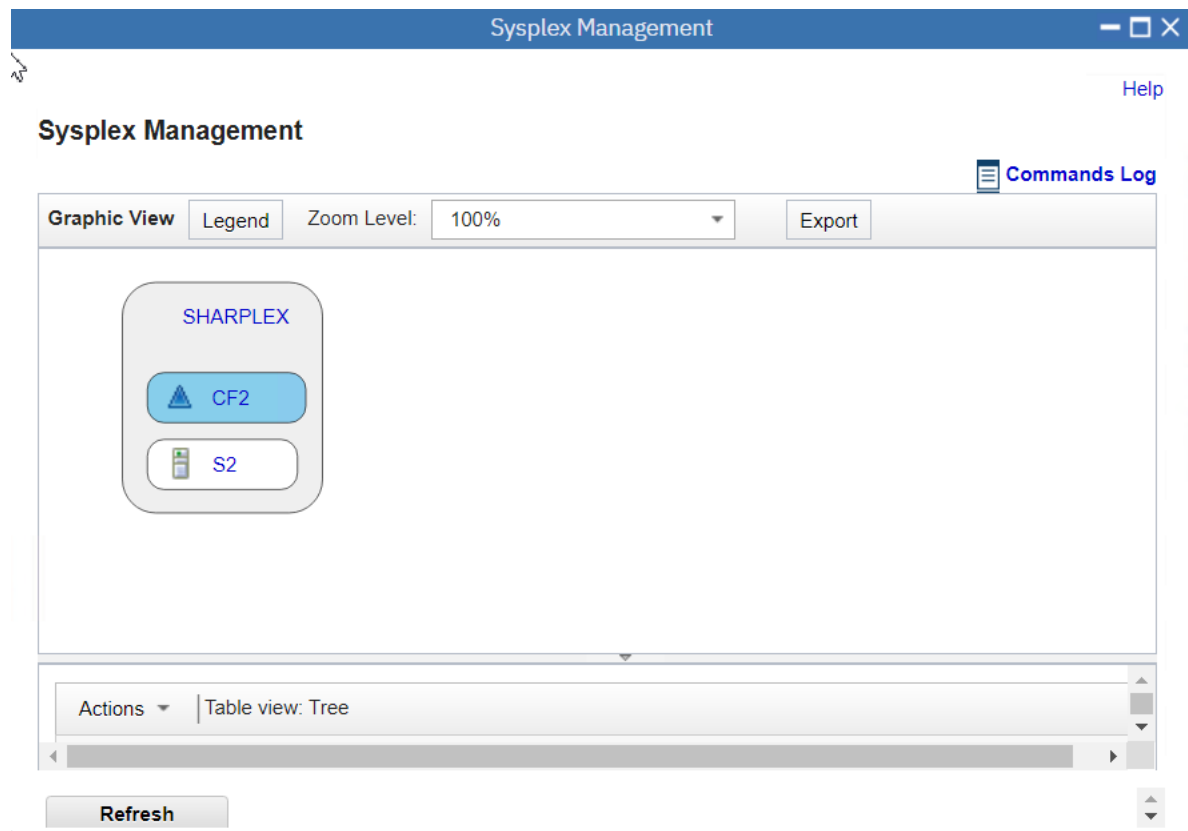 Sysplex Management
Help
Sysplex Management
Commands Log
Graphic View Legend Zoom Level: 100% Export
SHARPLEX
CF2
S2
Actions Table view: Tree
Refresh